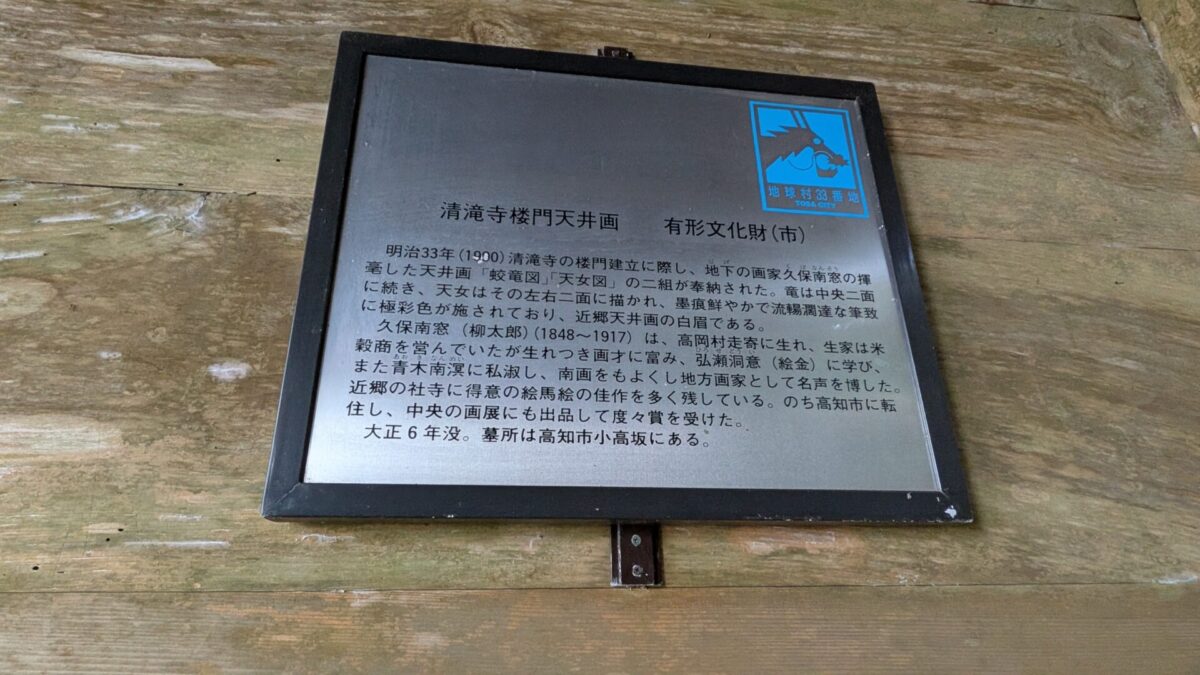 地球村33番地
TOSA CITY
清滝寺楼門天井画　有形文化財(市)
明治33年(1900)清滝寺の楼門建立に際し、地下の画家久保南窓の揮
毫した天井画「蛟竜図」「天女図」の二組が奉納された。竜は中央二面
に続き、天女はその左右二面に描かれ、墨痕鮮やかで流暢濶達な筆致
に極彩色が施されており、近郷天井画の白眉である。
久保南窓（柳太郎）(1848〜1917）は、高岡村走寄に生れ、生家は米
穀商を営んでいたが生れつき画才に富み、弘瀬洞意（絵金）に学び、
また青木南溟に私淑し、南画をもよくし地方画家として名声を博した。
近郷の社寺に得意の絵馬絵の佳作を多く残している。のち高知市に転
住し、中央の画展にも出品して度々賞を受けた。
大正6年没。墓所は高知市小高坂にある。